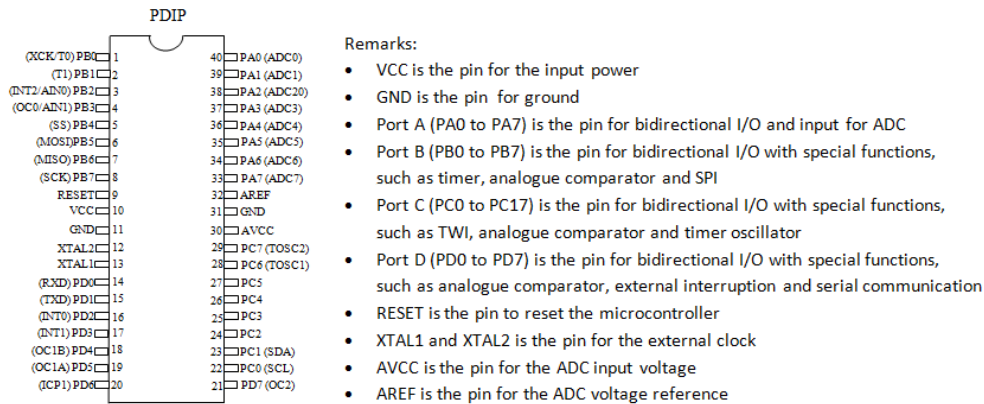 PDIP
(XCK/T0) PB0 1
(T1) PB1 2
(INT2/AIN0) PB2 3
(OC0/AIN1) PB3 4
(SS) PB4 5
(MOSI)PB5 6
(MISO) PB6 7
(SCK) PB7 8
RESET 9
VCC 10
GND 11
XTAL2 12
XTAL1 13
(RXD) PD0 14
(TXD) PD1 15
(INT0) PD2 16
(INT1) PD3 17
(OC1B) PD4 18
(OC1A) PD5 19
(ICP1) PD6 20
40 PA0 (ADC0)
39 PA1 (ADC1)
38 PA2 (ADC20)
37 PA3 (ADC3)
36 PA4 (ADC4)
35 PA5 (ADC5)
34 PA6 (ADC6)
33 PA7 (ADC7)
32 AREF
31 GND
30 AVCC
29 PC7 (TOSC2)
28 PC6 (TOSC1)
27 PC5
26 PC4
25 PC3
24 PC2
23 PC1 (SDA)
22 PC0 (SCL)
21 PD7 (OC2)
Remarks:
• VCC is the pin for the input power
• GND is the pin for ground
• Port A (PA0 to PA7) is the pin for bidirectional I/O and input for ADC
• Port B (PB0 to PB7) is the pin for bidirectional I/O with special functions,
such as timer, analogue comparator and SPI
• Port C (PC0 to PC17) is the pin for bidirectional I/O with special functions,
such as TWI, analogue comparator and timer oscillator
• Port D (PD0 to PD7) is the pin for bidirectional I/O with special functions,
such as analogue comparator, external interruption and serial communication
• RESET is the pin to reset the microcontroller
• XTAL1 and XTAL2 is the pin for the external clock
• AVCC is the pin for the ADC input voltage
• AREF is the pin for the ADC voltage reference